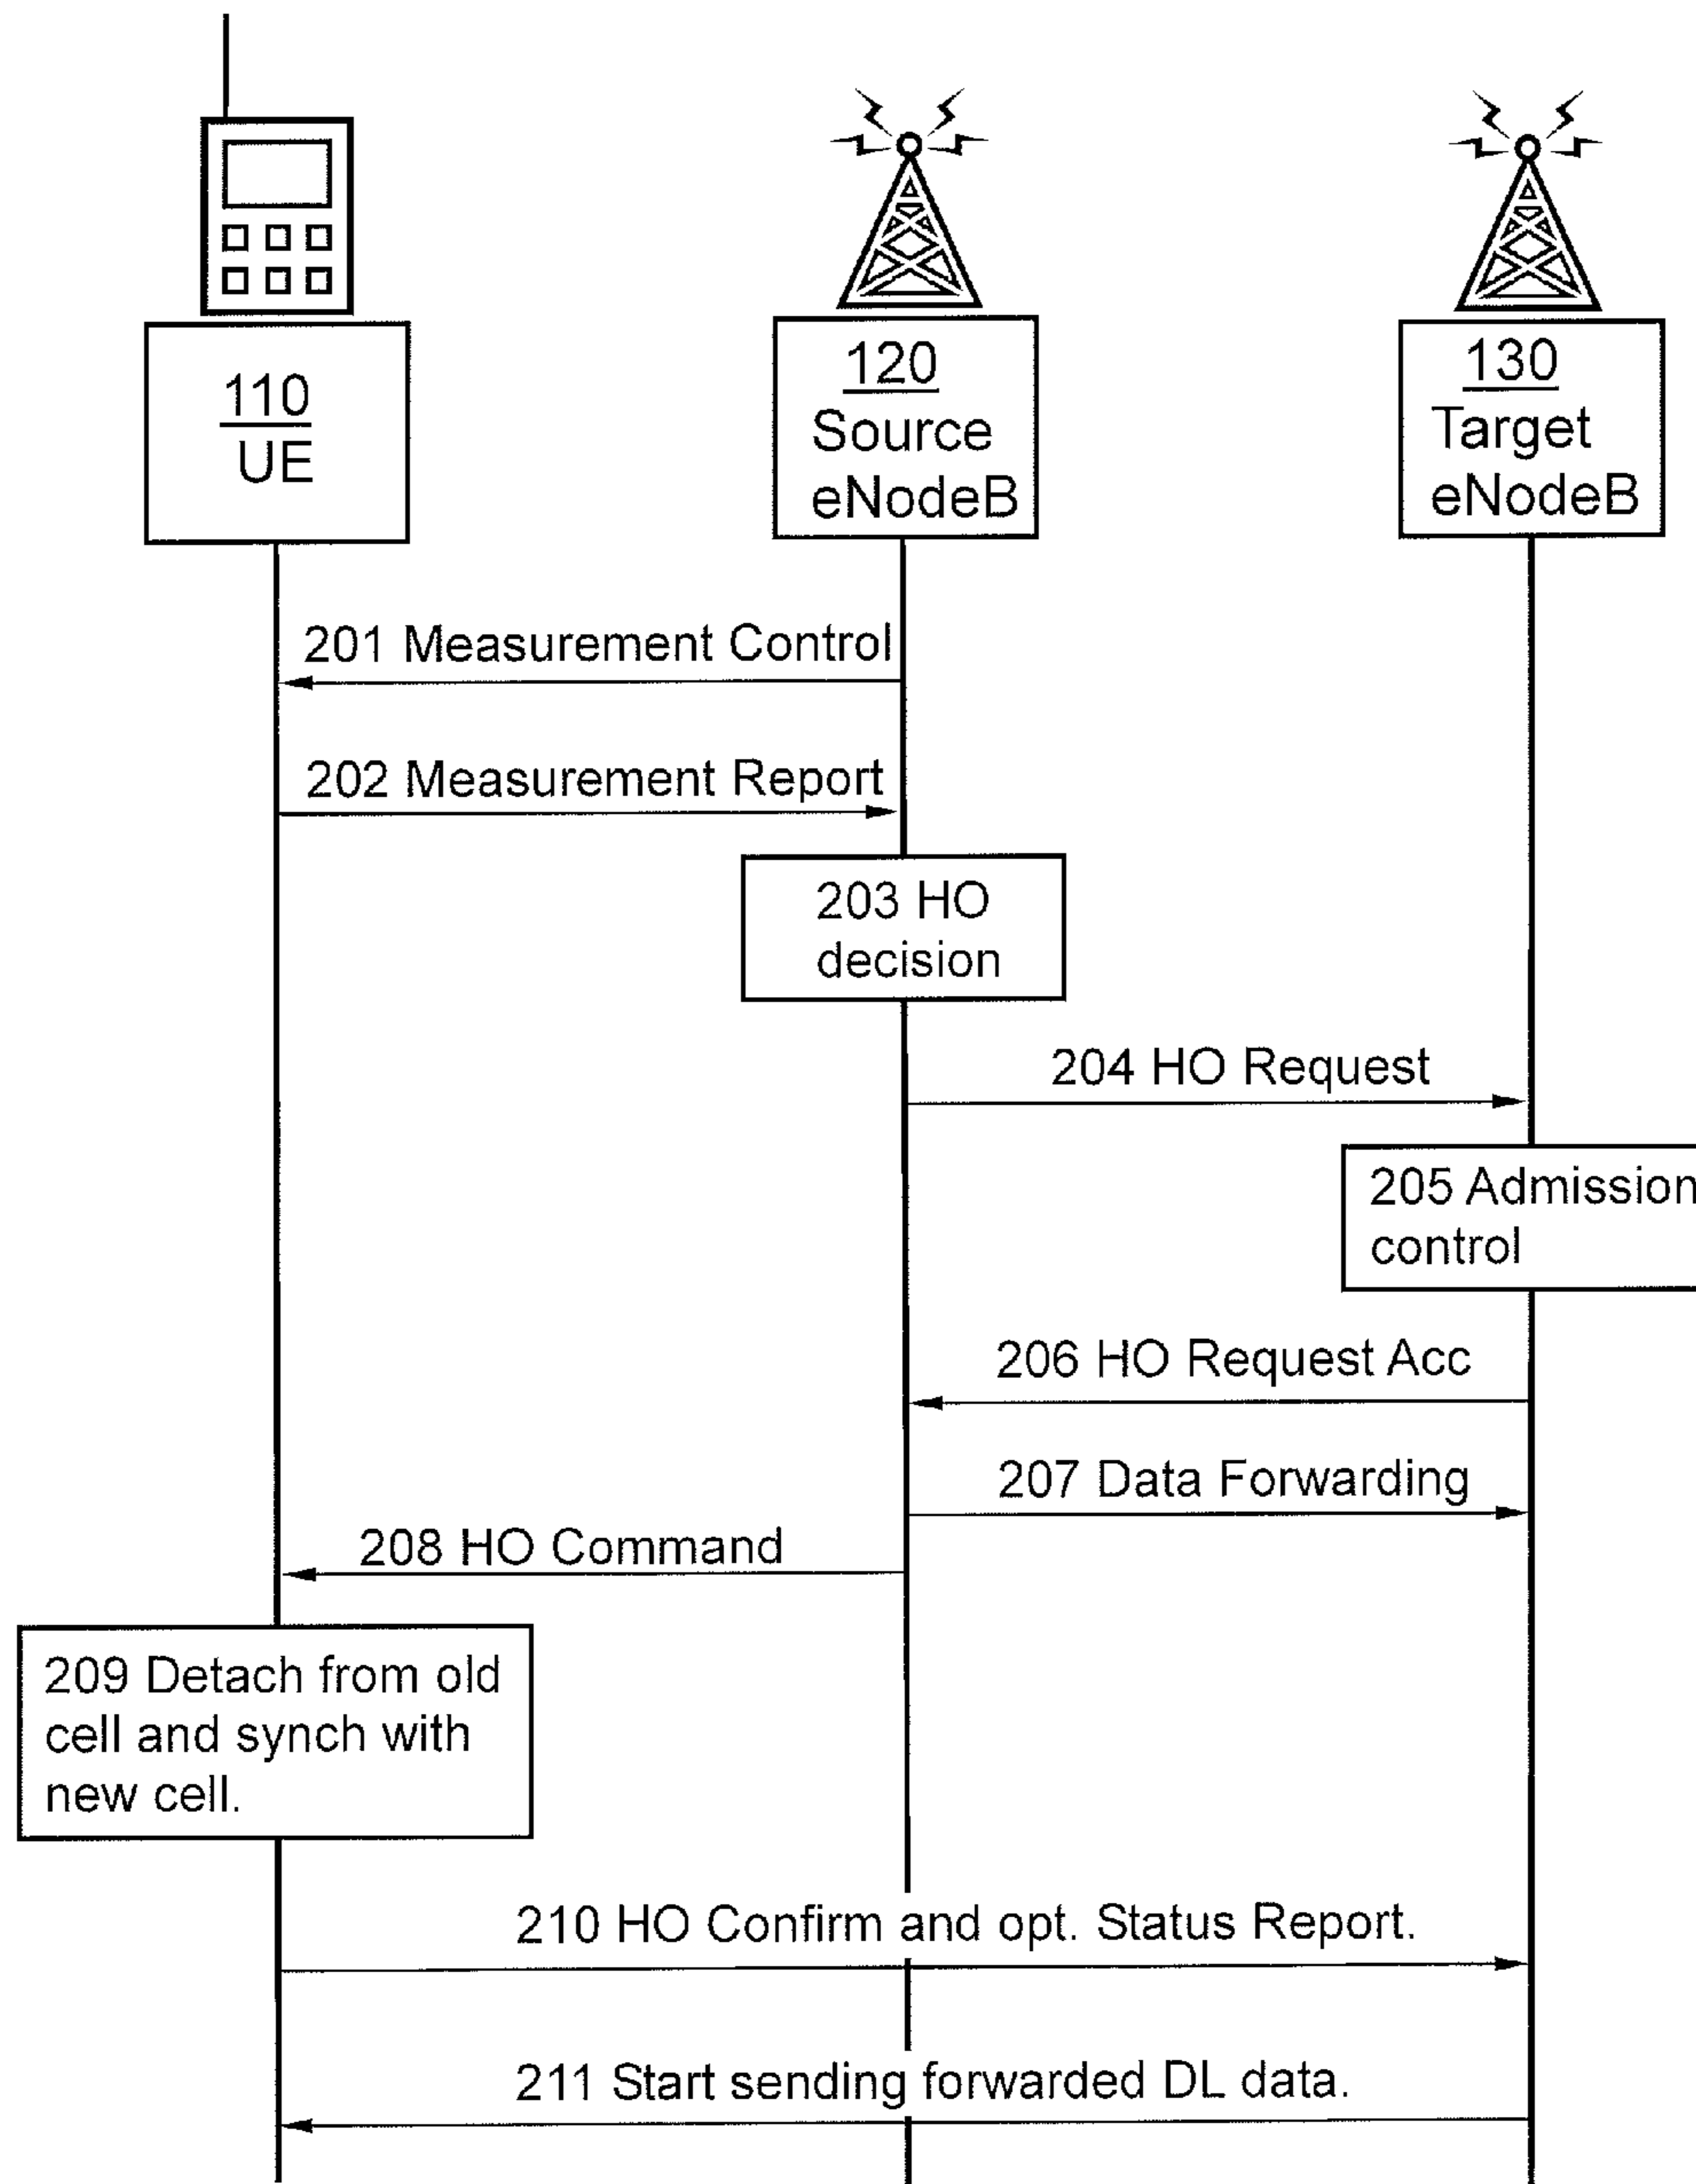 110
UE
120
Source
eNodeB
130
Target
eNodeB
201 Measurement Control
202 Measurement Report
203 HO
decision
204 HO Request
205 Admission
control
206 HO Request Acc
207 Data Forwarding
208 HO Command
209 Detach from old
cell and synch with
new cell.
210 HO Confirm and opt. Status Report.
211 Start sending forwarded DL data.